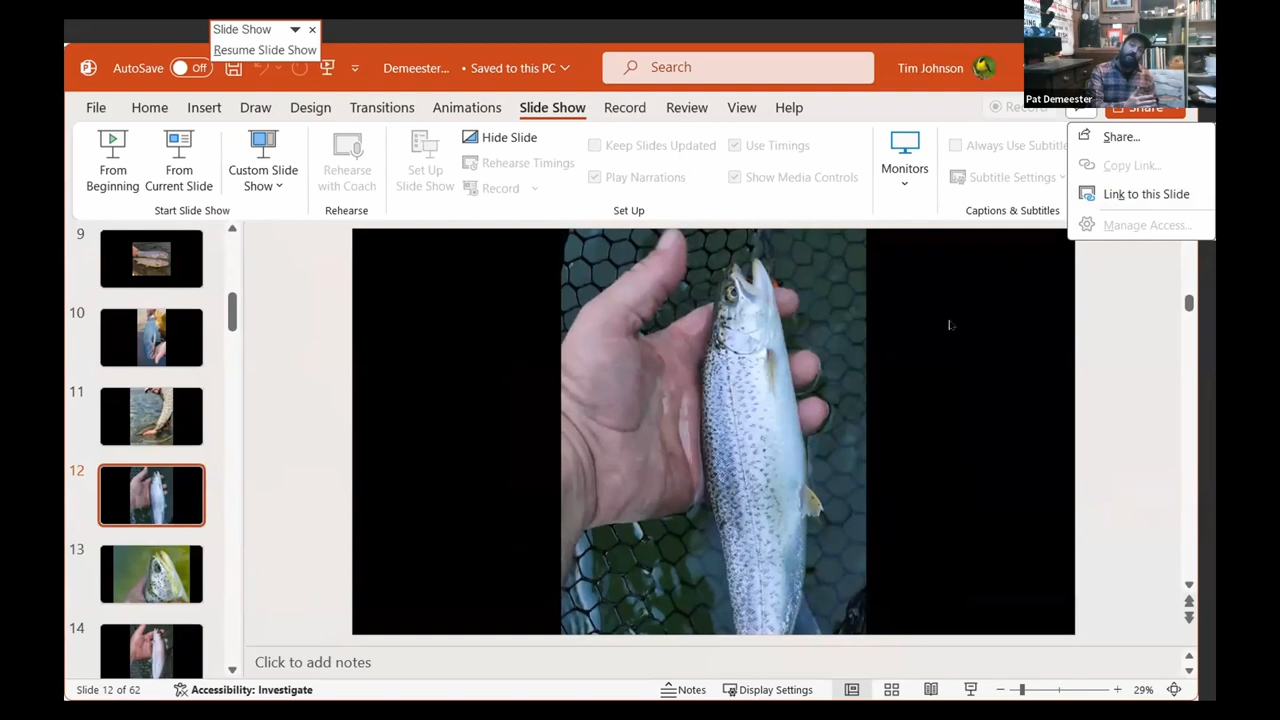 Slide Show
Resume Slide Show
AutoSave Off
Demeester... • Saved to this PC
Search
Tim Johnson
Pat Demeester
File Home Insert Draw Design Transitions Animations Slide Show Record Review View Help
Record
Share
From Beginning
From Current Slide
Custom Slide Show
Rehearse with Coach
Set Up Slide Show
Hide Slide
Rehearse Timings
Record
Keep Slides Updated
Use Timings
Play Narrations
Show Media Controls
Monitors
Always Use Subtitle
Subtitle Settings
Share...
Copy Link...
Link to this Slide
Manage Access...
Start Slide Show
Rehearse
Set Up
Captions & Subtitles
9
10
11
12
13
14
Click to add notes
Slide 12 of 62
Accessibility: Investigate
Notes
Display Settings
29%